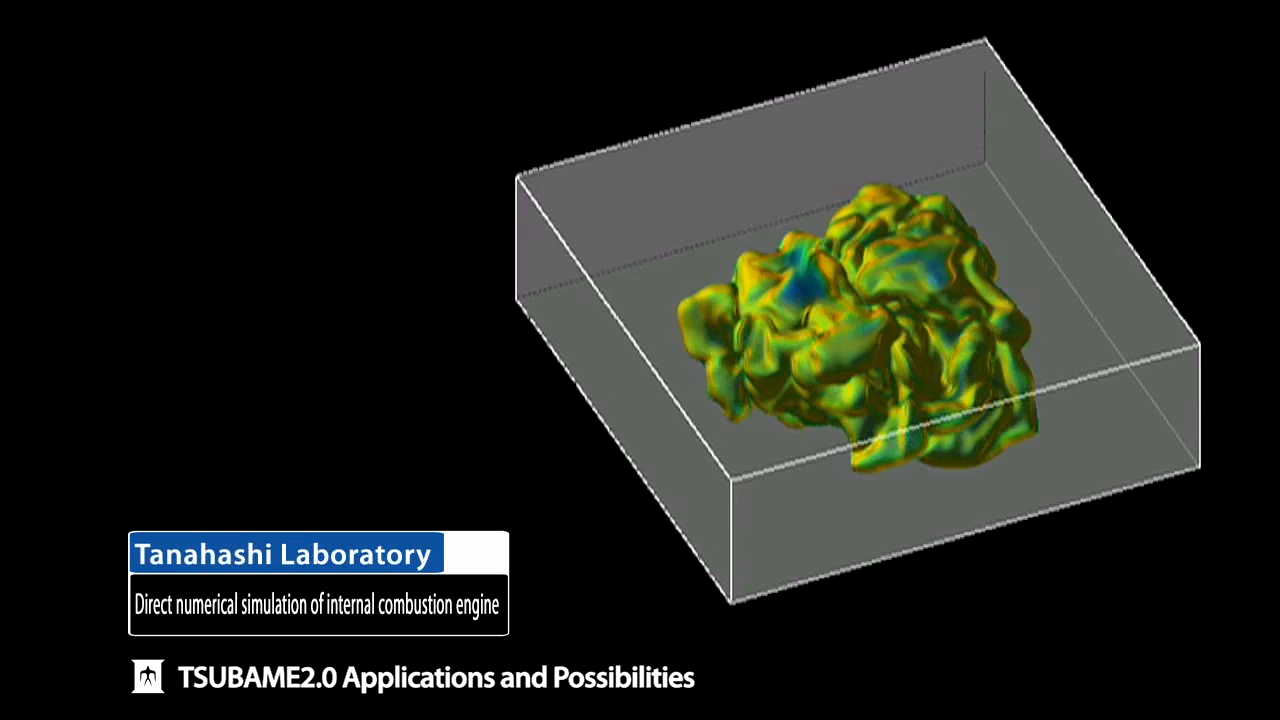 Tanahashi Laboratory
Direct numerical simulation of internal combustion engine
TSUBAME2.0 Applications and Possibilities